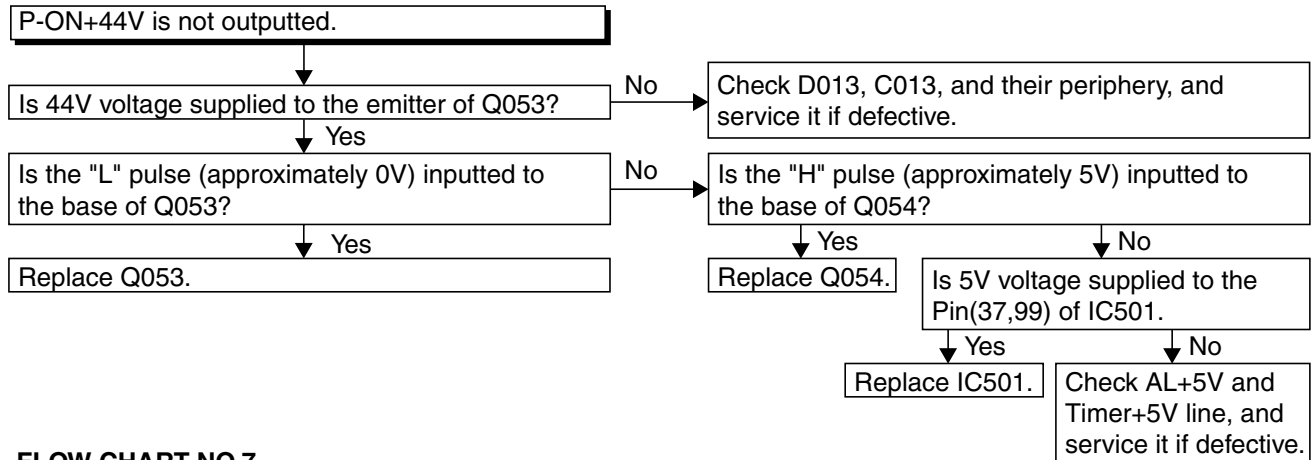 P-ON+44V is not outputted.
Is 44V voltage supplied to the emitter of Q053?
No
Check D013, C013, and their periphery, and
service it if defective.
Yes
Is the "L" pulse (approximately 0V) inputted to
the base of Q053?
No
Is the "H" pulse (approximately 5V) inputted to
the base of Q054?
Yes
Replace Q053.
Yes
No
Replace Q054.
Is 5V voltage supplied to the
Pin(37,99) of IC501.
Yes
No
Replace IC501.
Check AL+5V and
Timer+5V line, and
service it if defective.
FLOW CHART NO.7